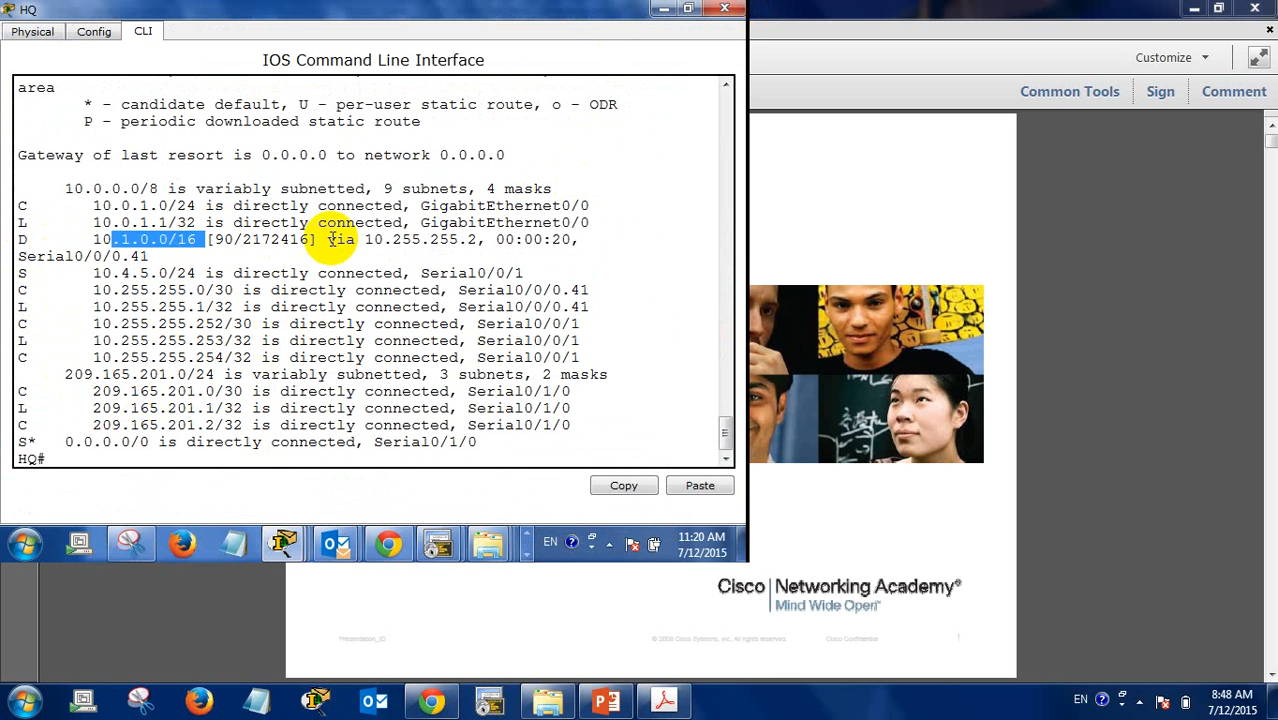 HQ
Physical Config CLI
Customize
IOS Command Line Interface
Common Tools Sign Comment
area
* - candidate default, U - per-user static route, o - ODR
P - periodic downloaded static route
Gateway of last resort is 0.0.0.0 to network 0.0.0.0
10.0.0.0/8 is variably subnetted, 9 subnets, 4 masks
C 10.0.1.0/24 is directly connected, GigabitEthernet0/0
L 10.0.1.1/32 is directly connected, GigabitEthernet0/0
D 10.1.0.0/16 [90/2172416] via 10.255.255.2, 00:00:20,
Serial0/0/0.41
S 10.4.5.0/24 is directly connected, Serial0/0/1
C 10.255.255.0/30 is directly connected, Serial0/0/0.41
L 10.255.255.1/32 is directly connected, Serial0/0/0.41
C 10.255.255.252/30 is directly connected, Serial0/0/1
L 10.255.255.253/32 is directly connected, Serial0/0/1
C 10.255.255.254/32 is directly connected, Serial0/0/1
209.165.201.0/24 is variably subnetted, 3 subnets, 2 masks
C 209.165.201.0/30 is directly connected, Serial0/1/0
L 209.165.201.1/32 is directly connected, Serial0/1/0
C 209.165.201.2/32 is directly connected, Serial0/1/0
S* 0.0.0.0/0 is directly connected, Serial0/1/0
HQ#
Copy Paste
EN 11:20 AM
7/12/2015
Cisco Networking Academy®
Mind Wide Open™
Presentation_ID © 2008 Cisco Systems, Inc. All rights reserved. Cisco Confidential 1
EN 8:48 AM
7/12/2015